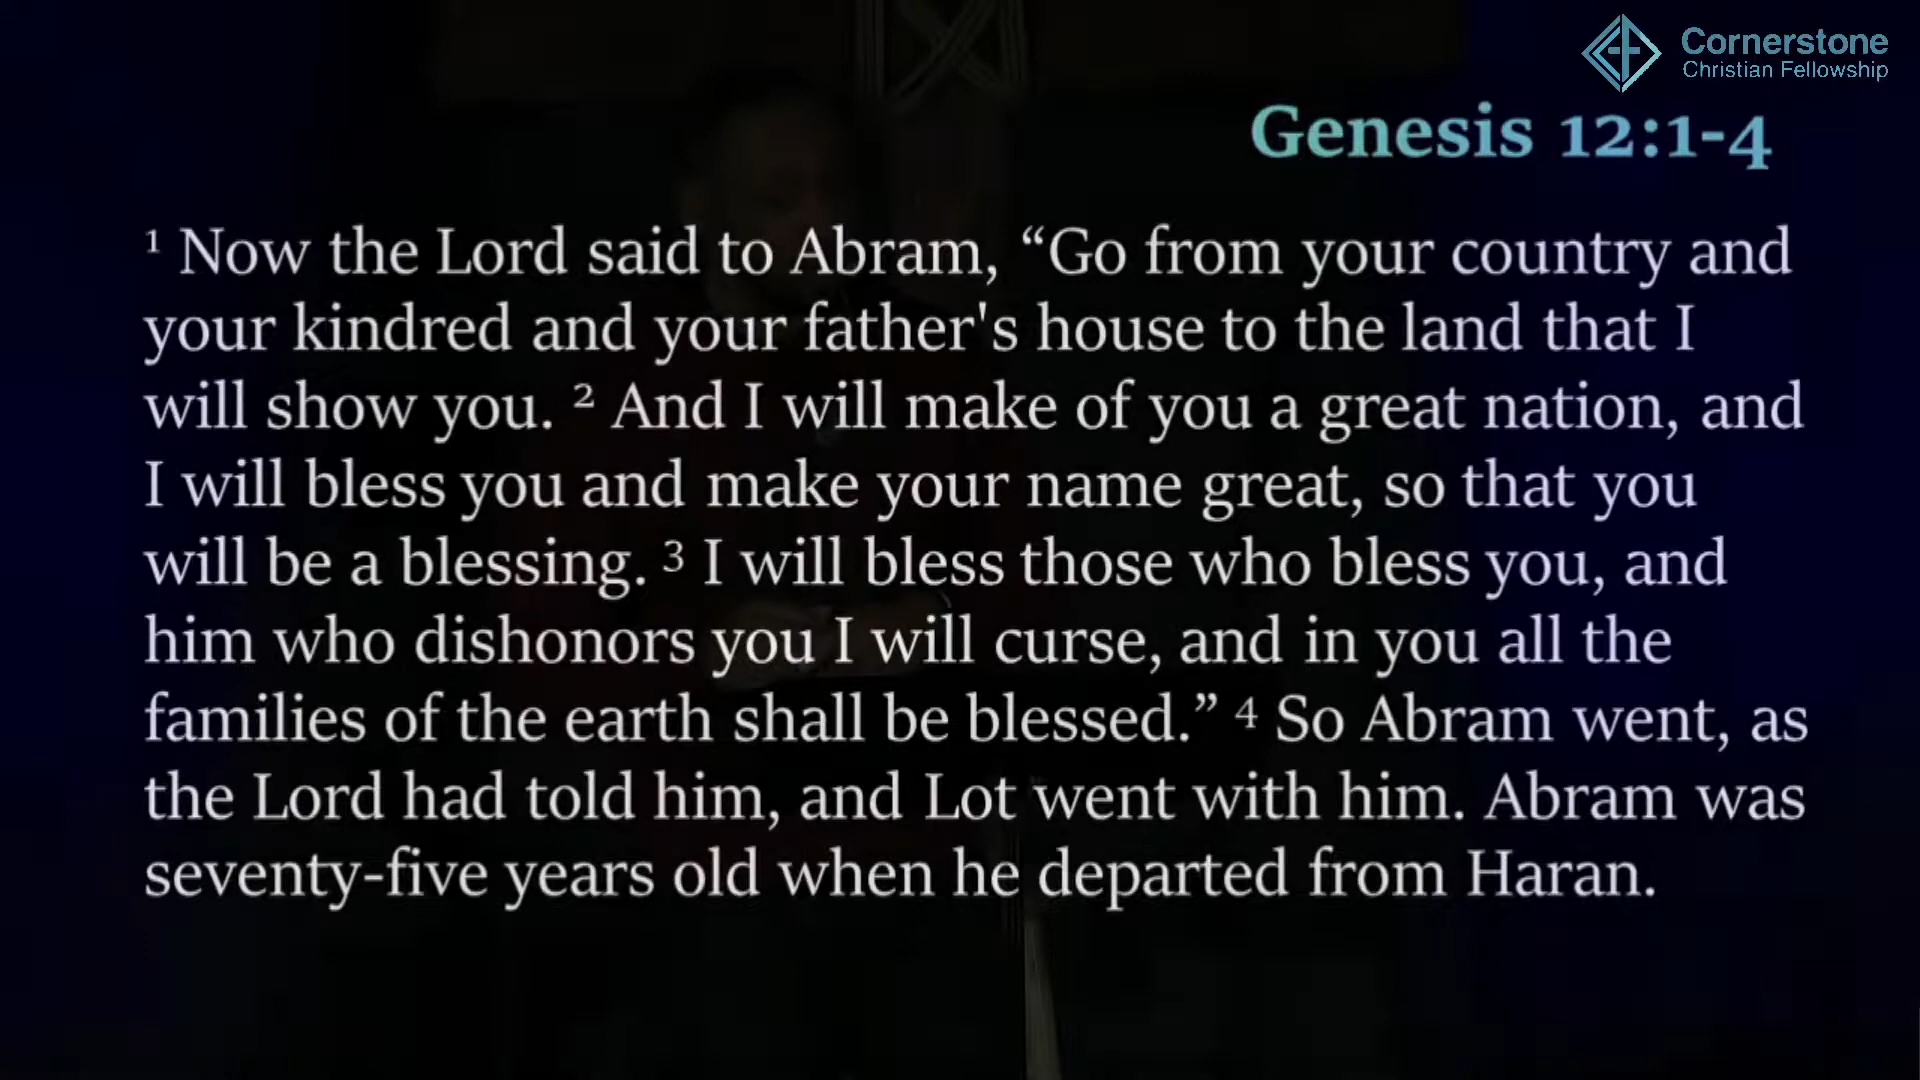 Cornerstone
Christian Fellowship
Genesis 12:1-4
¹ Now the Lord said to Abram, “Go from your country and
your kindred and your father's house to the land that I
will show you. ² And I will make of you a great nation, and
I will bless you and make your name great, so that you
will be a blessing. ³ I will bless those who bless you, and
him who dishonors you I will curse, and in you all the
families of the earth shall be blessed.” ⁴ So Abram went, as
the Lord had told him, and Lot went with him. Abram was
seventy-five years old when he departed from Haran.